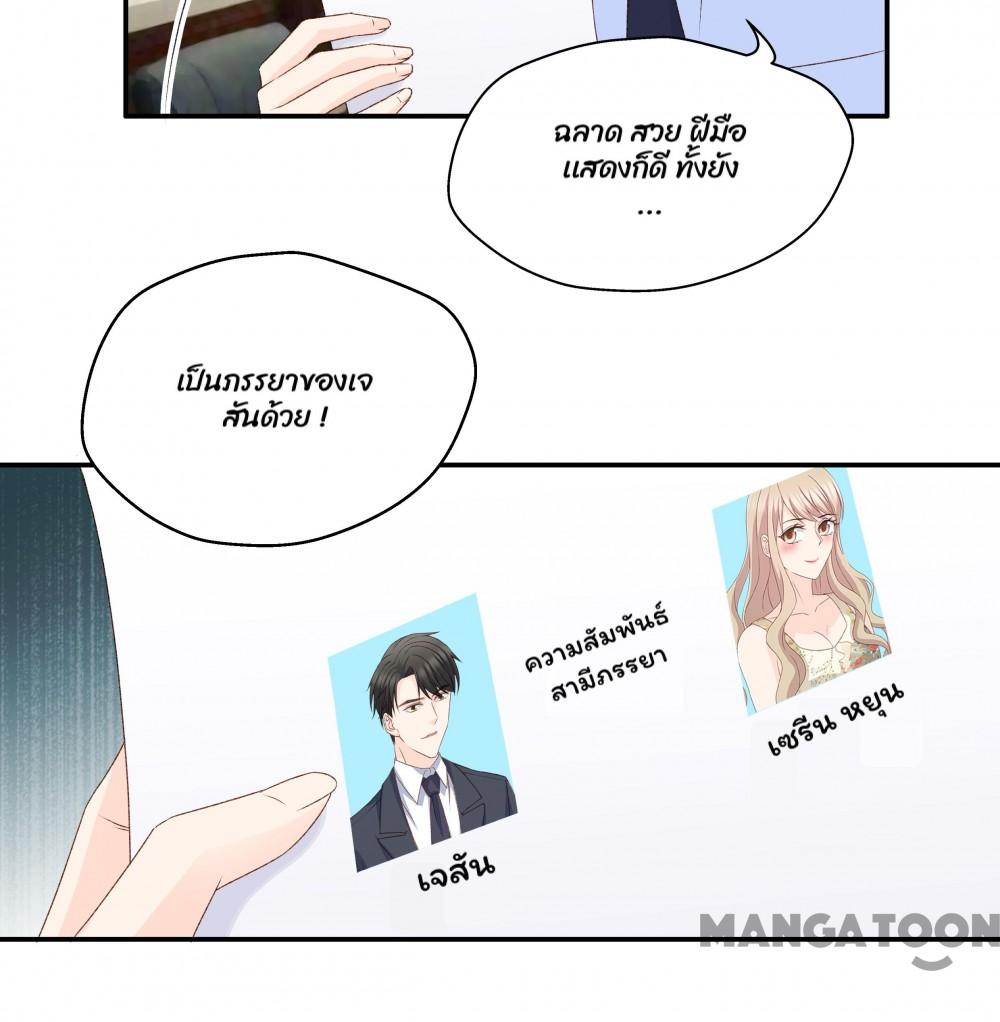 ฉลาด สวย ฝีมือ
แสดงก็ดี ทั้งยัง
...
เป็นภรรยาของเจ
สันด้วย !
ความสัมพันธ์
สามีภรรยา
เซรีน หยุน
เจสัน
MANGATOON